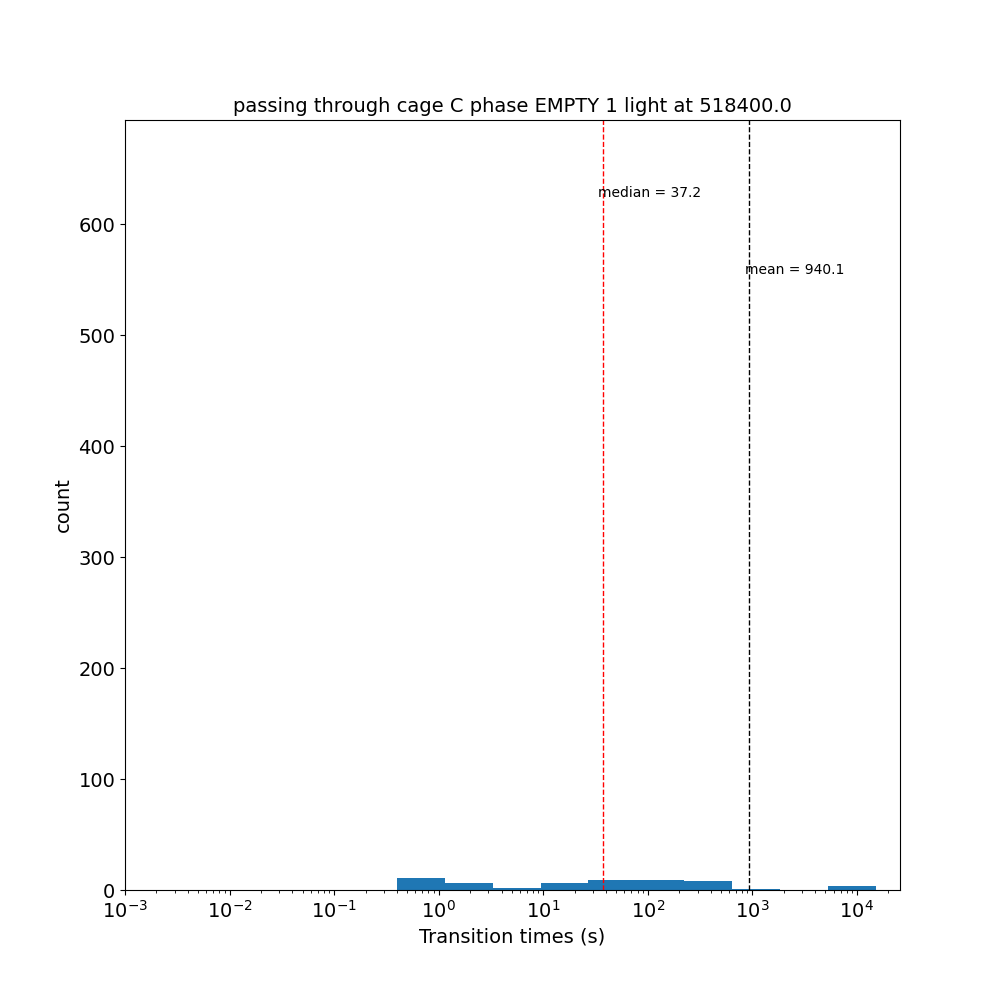 passing through cage C phase EMPTY 1 light at 518400.0
median = 37.2
mean = 940.1
600
500
400
300
200
100
0
count
10⁻³ 10⁻² 10⁻¹ 10⁰ 10¹ 10² 10³ 10⁴
Transition times (s)